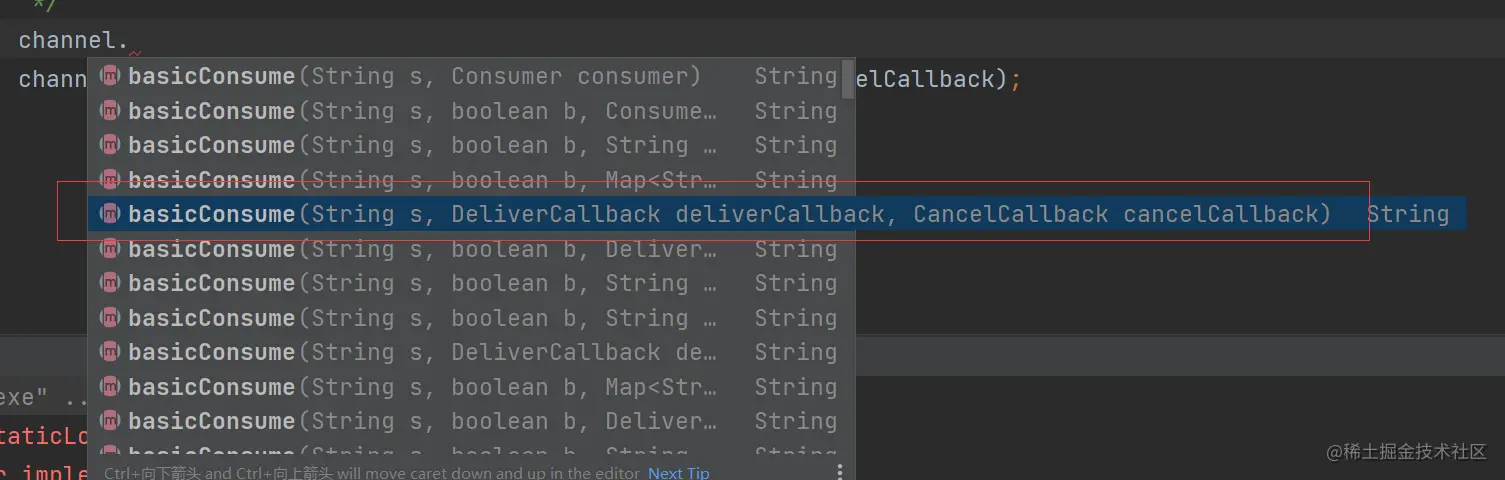 */
channel.
basicConsume(String s, Consumer consumer) String
chann elCallback);
basicConsume(String s, boolean b, Consume… String
basicConsume(String s, boolean b, String … String
basicConsume(String s, boolean b, Map<Str… String
basicConsume(String s, DeliverCallback deliverCallback, CancelCallback cancelCallback) String
basicConsume(String s, boolean b, Deliver… String
basicConsume(String s, boolean b, String … String
basicConsume(String s, boolean b, String … String
basicConsume(String s, DeliverCallback de… String
basicConsume(String s, boolean b, Map<Str… String
exe" ..
basicConsume(String s, boolean b, Deliver… String
taticLo
basicConsume(String s, boolean b, String … String
r imple
Ctrl+向下箭头 and Ctrl+向上箭头 will move caret down and up in the editor Next Tip
@稀土掘金技术社区